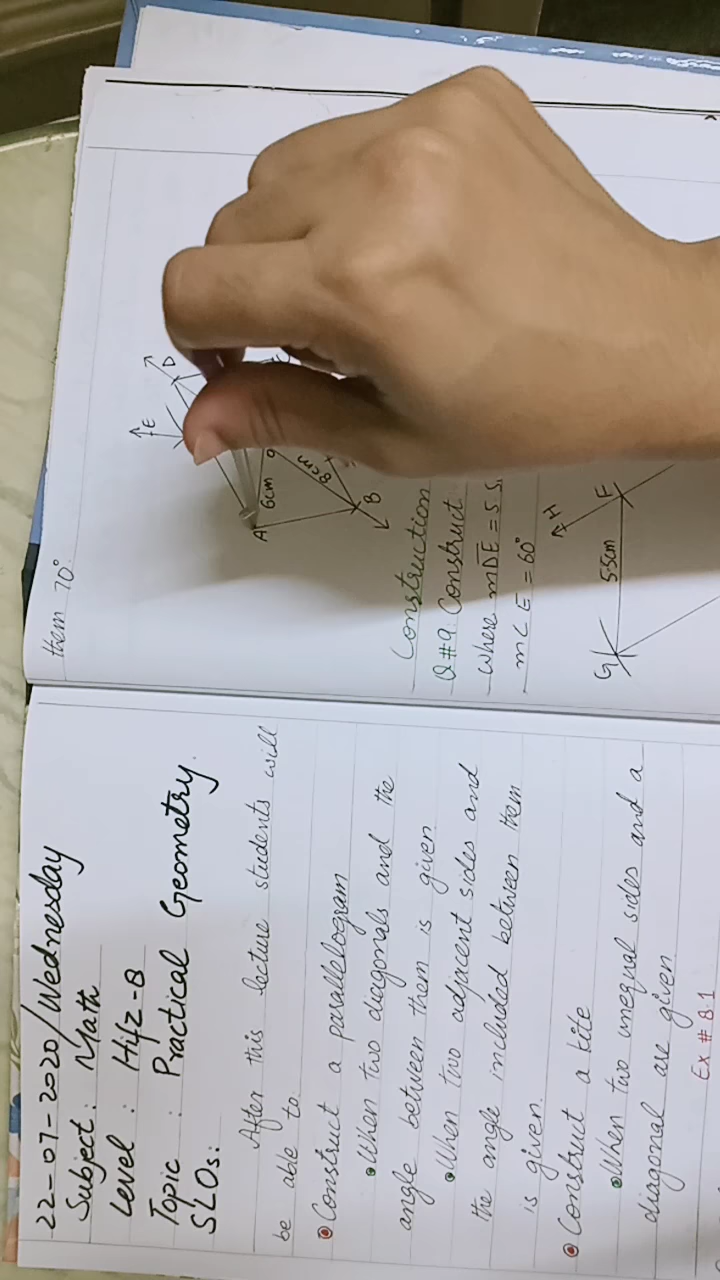 22-07-2020/Wednesday
Subject: Math
Level : Hifz-8
Topic : Practical Geometry.
SLOs:
After this lecture students will
be able to.
Construct a parallelogram
When two diagonals and the
angle between them is given.
When two adjacent sides and
the angle included between them
is given.
Construct a kite
When two unequal sides and a
diagonal are given.
Ex # 8.1
them 70°
E
D
C
A
6cm
8cm
B
Construction
Q#9: Construct
where mDE = 5.5
m<E = 60°
H
F
5.5cm
G